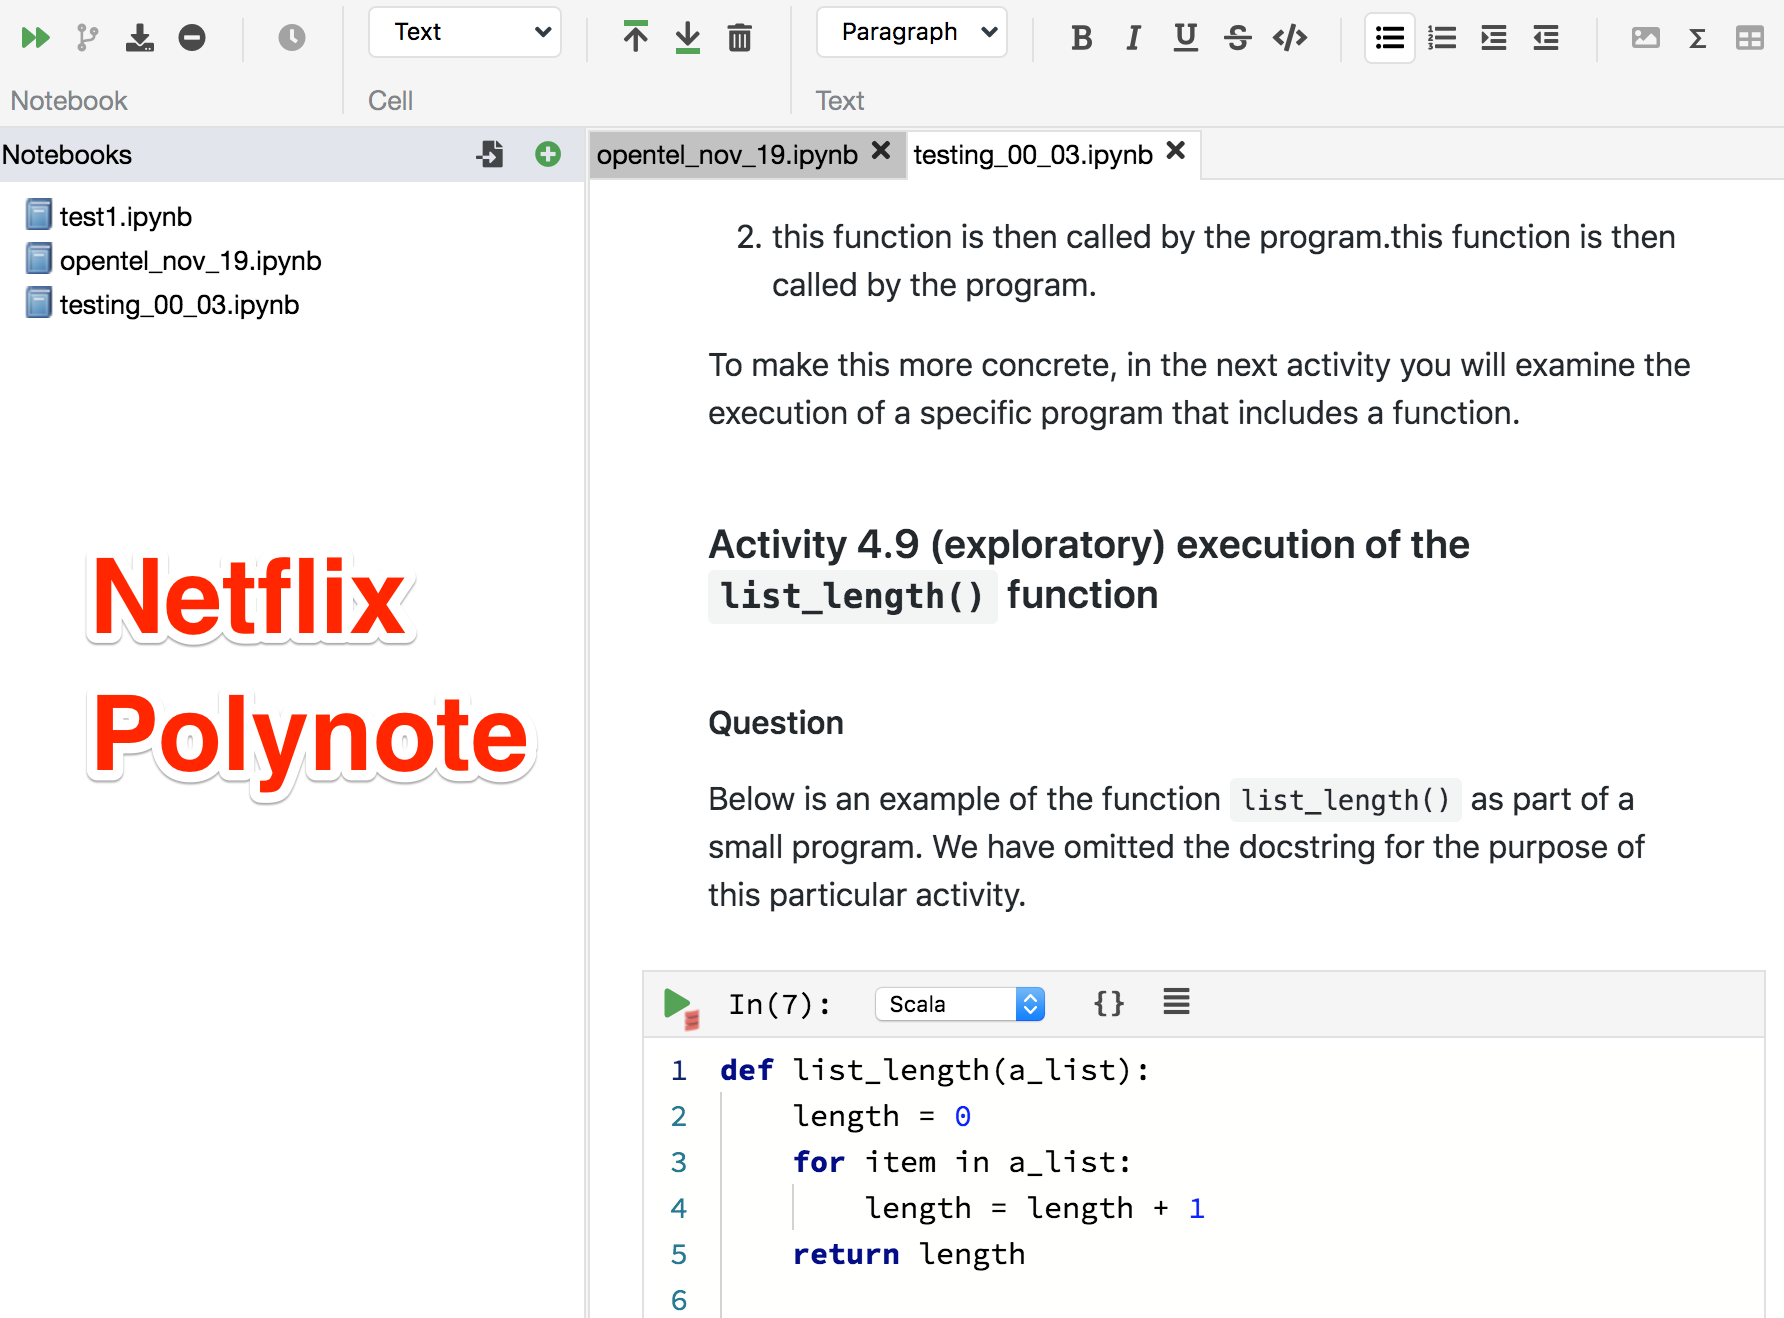 Text
Paragraph
Notebook
Cell
Text
Notebooks
opentel_nov_19.ipynb
testing_00_03.ipynb
test1.ipynb
opentel_nov_19.ipynb
testing_00_03.ipynb
Netflix
Polynote
2. this function is then called by the program.this function is then
called by the program.
To make this more concrete, in the next activity you will examine the
execution of a specific program that includes a function.
Activity 4.9 (exploratory) execution of the
list_length() function
Question
Below is an example of the function list_length() as part of a
small program. We have omitted the docstring for the purpose of
this particular activity.
In(7): Scala {}
1 def list_length(a_list):
2 length = 0
3 for item in a_list:
4 length = length + 1
5 return length
6